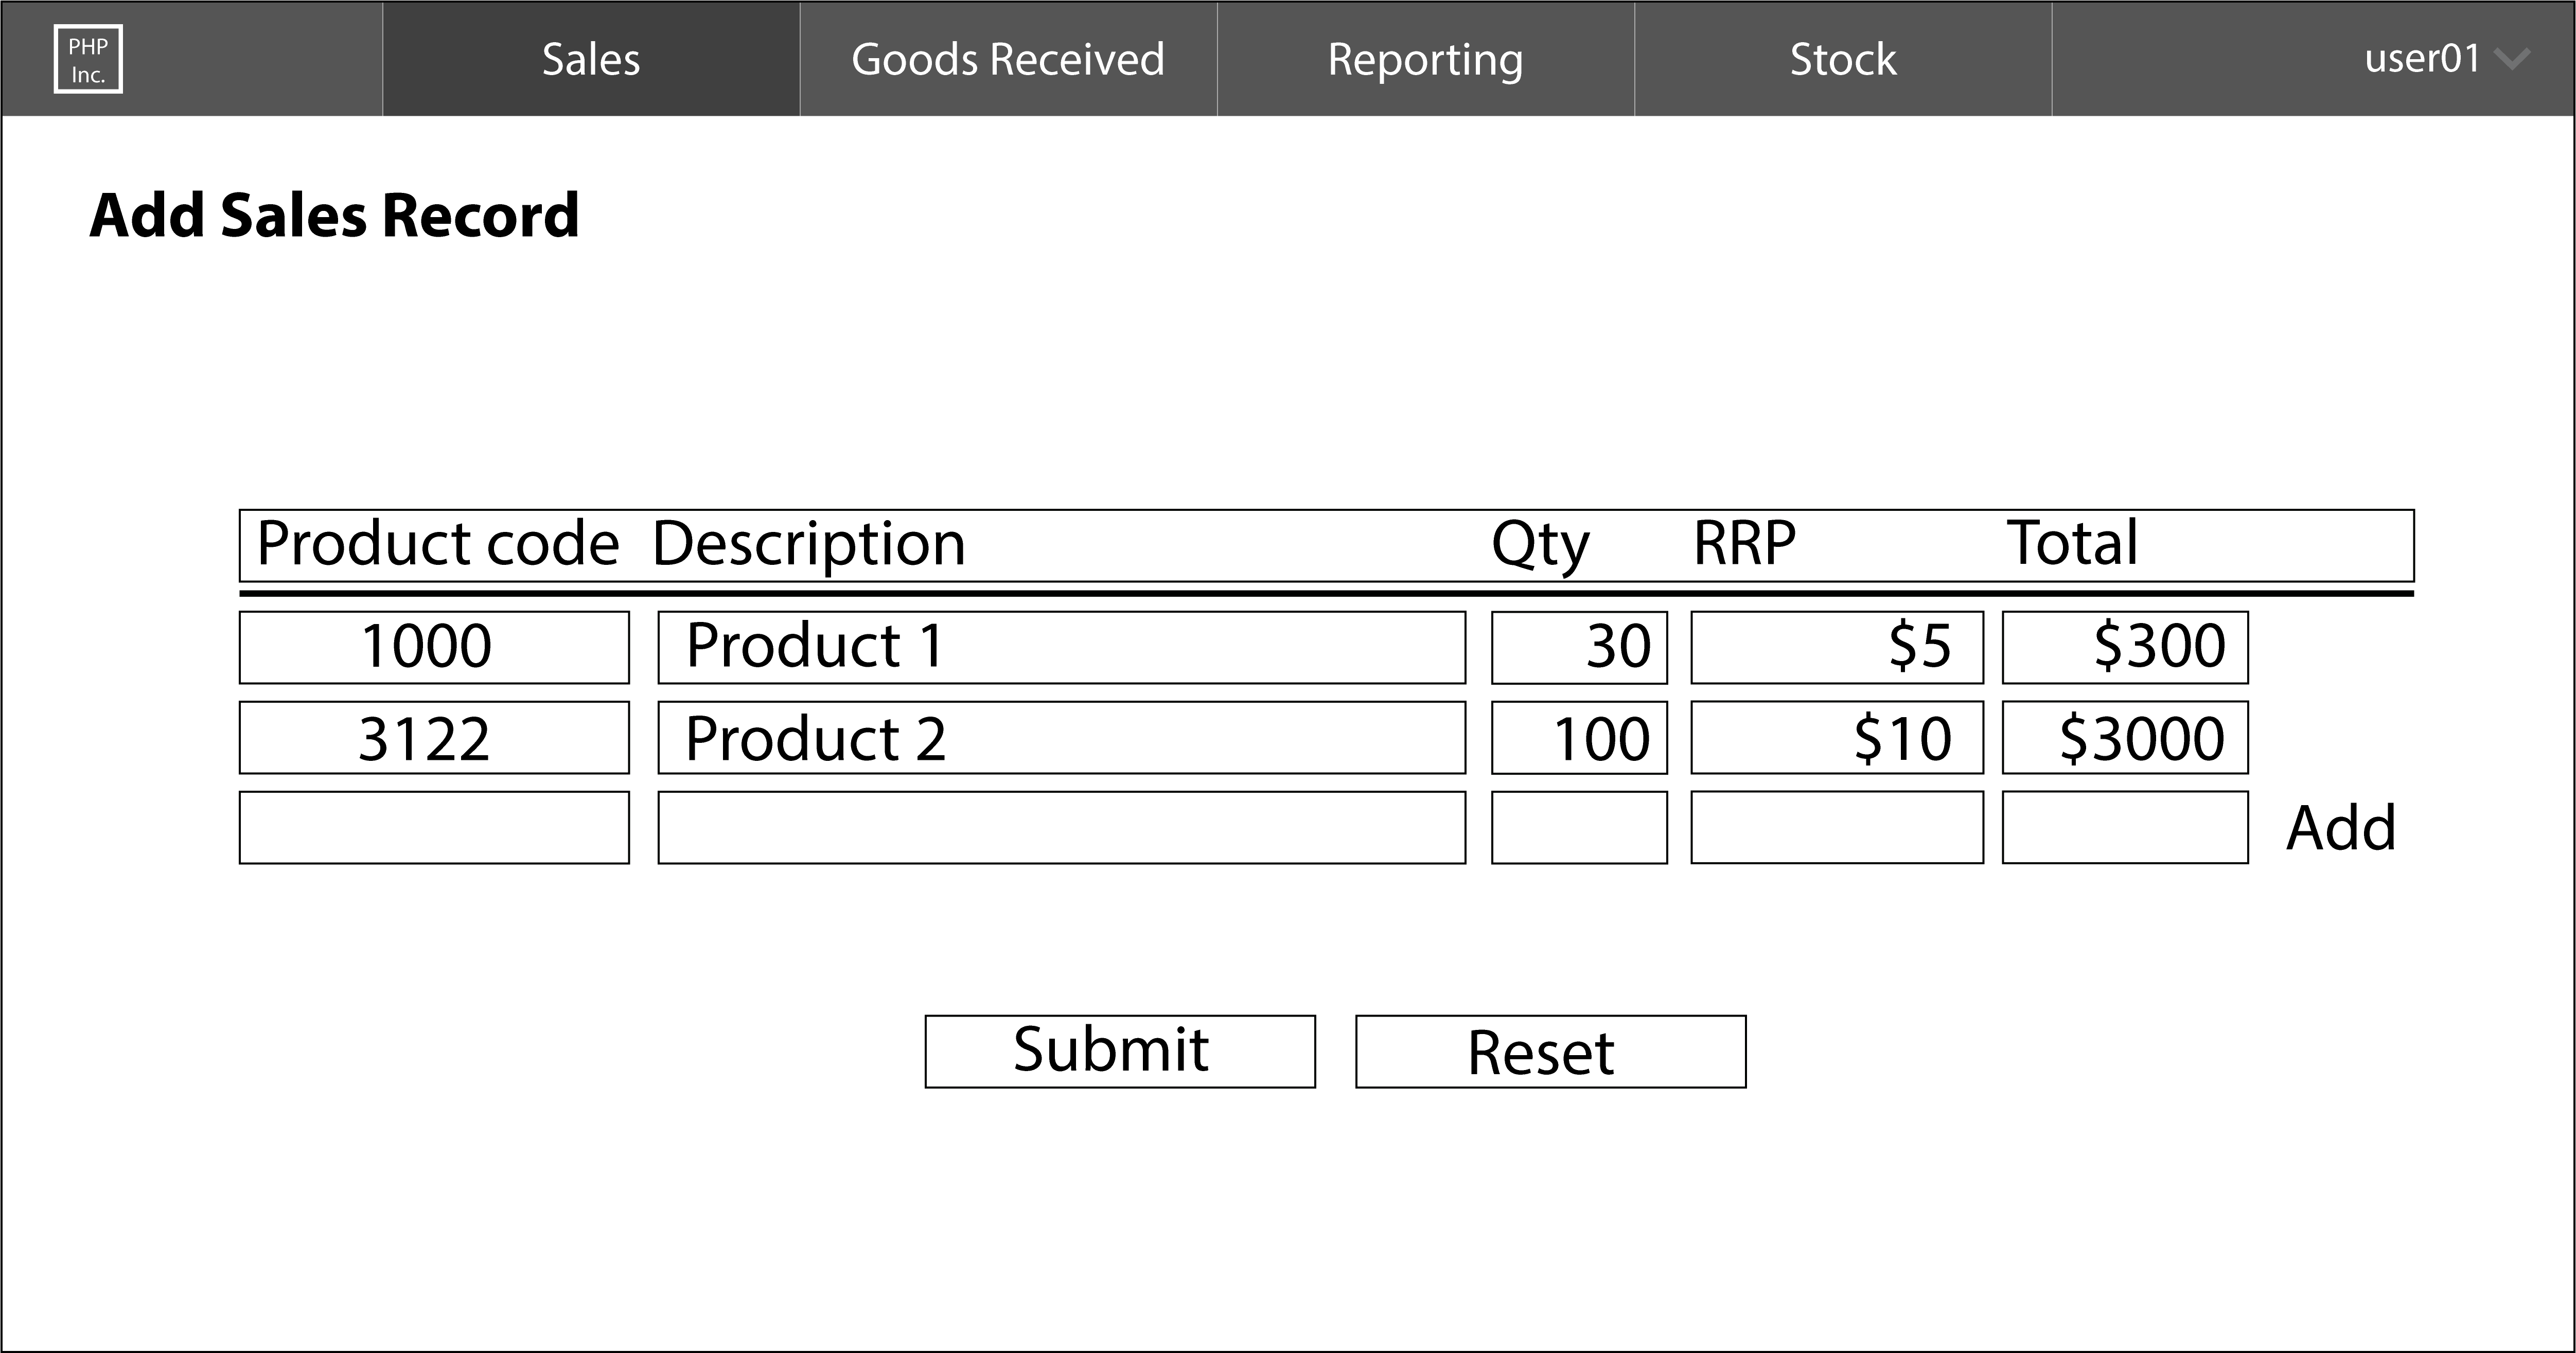 PHP
Inc.
Sales Goods Received Reporting Stock user01
Add Sales Record
Product code Description Qty RRP Total
1000 Product 1 30 $5 $300
3122 Product 2 100 $10 $3000
Add
Submit Reset